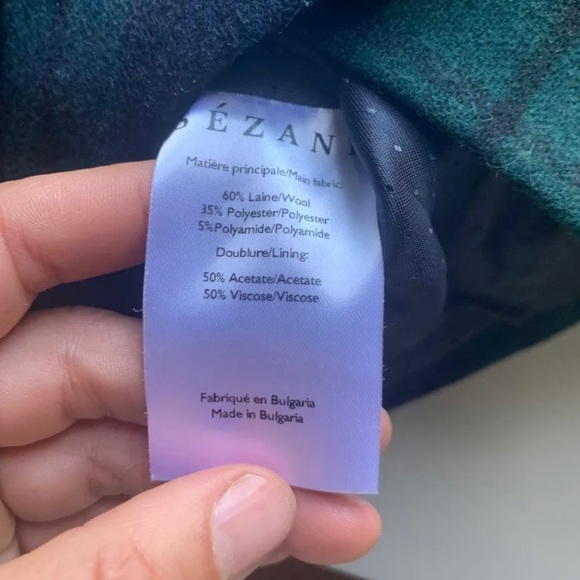 SÉZAN
Matière principale/Main fabric:
60% Laine/Wool
35% Polyester/Polyester
5%Polyamide/Polyamide
Doublure/Lining:
50% Acetate/Acetate
50% Viscose/Viscose
Fabriqué en Bulgaria
Made in Bulgaria